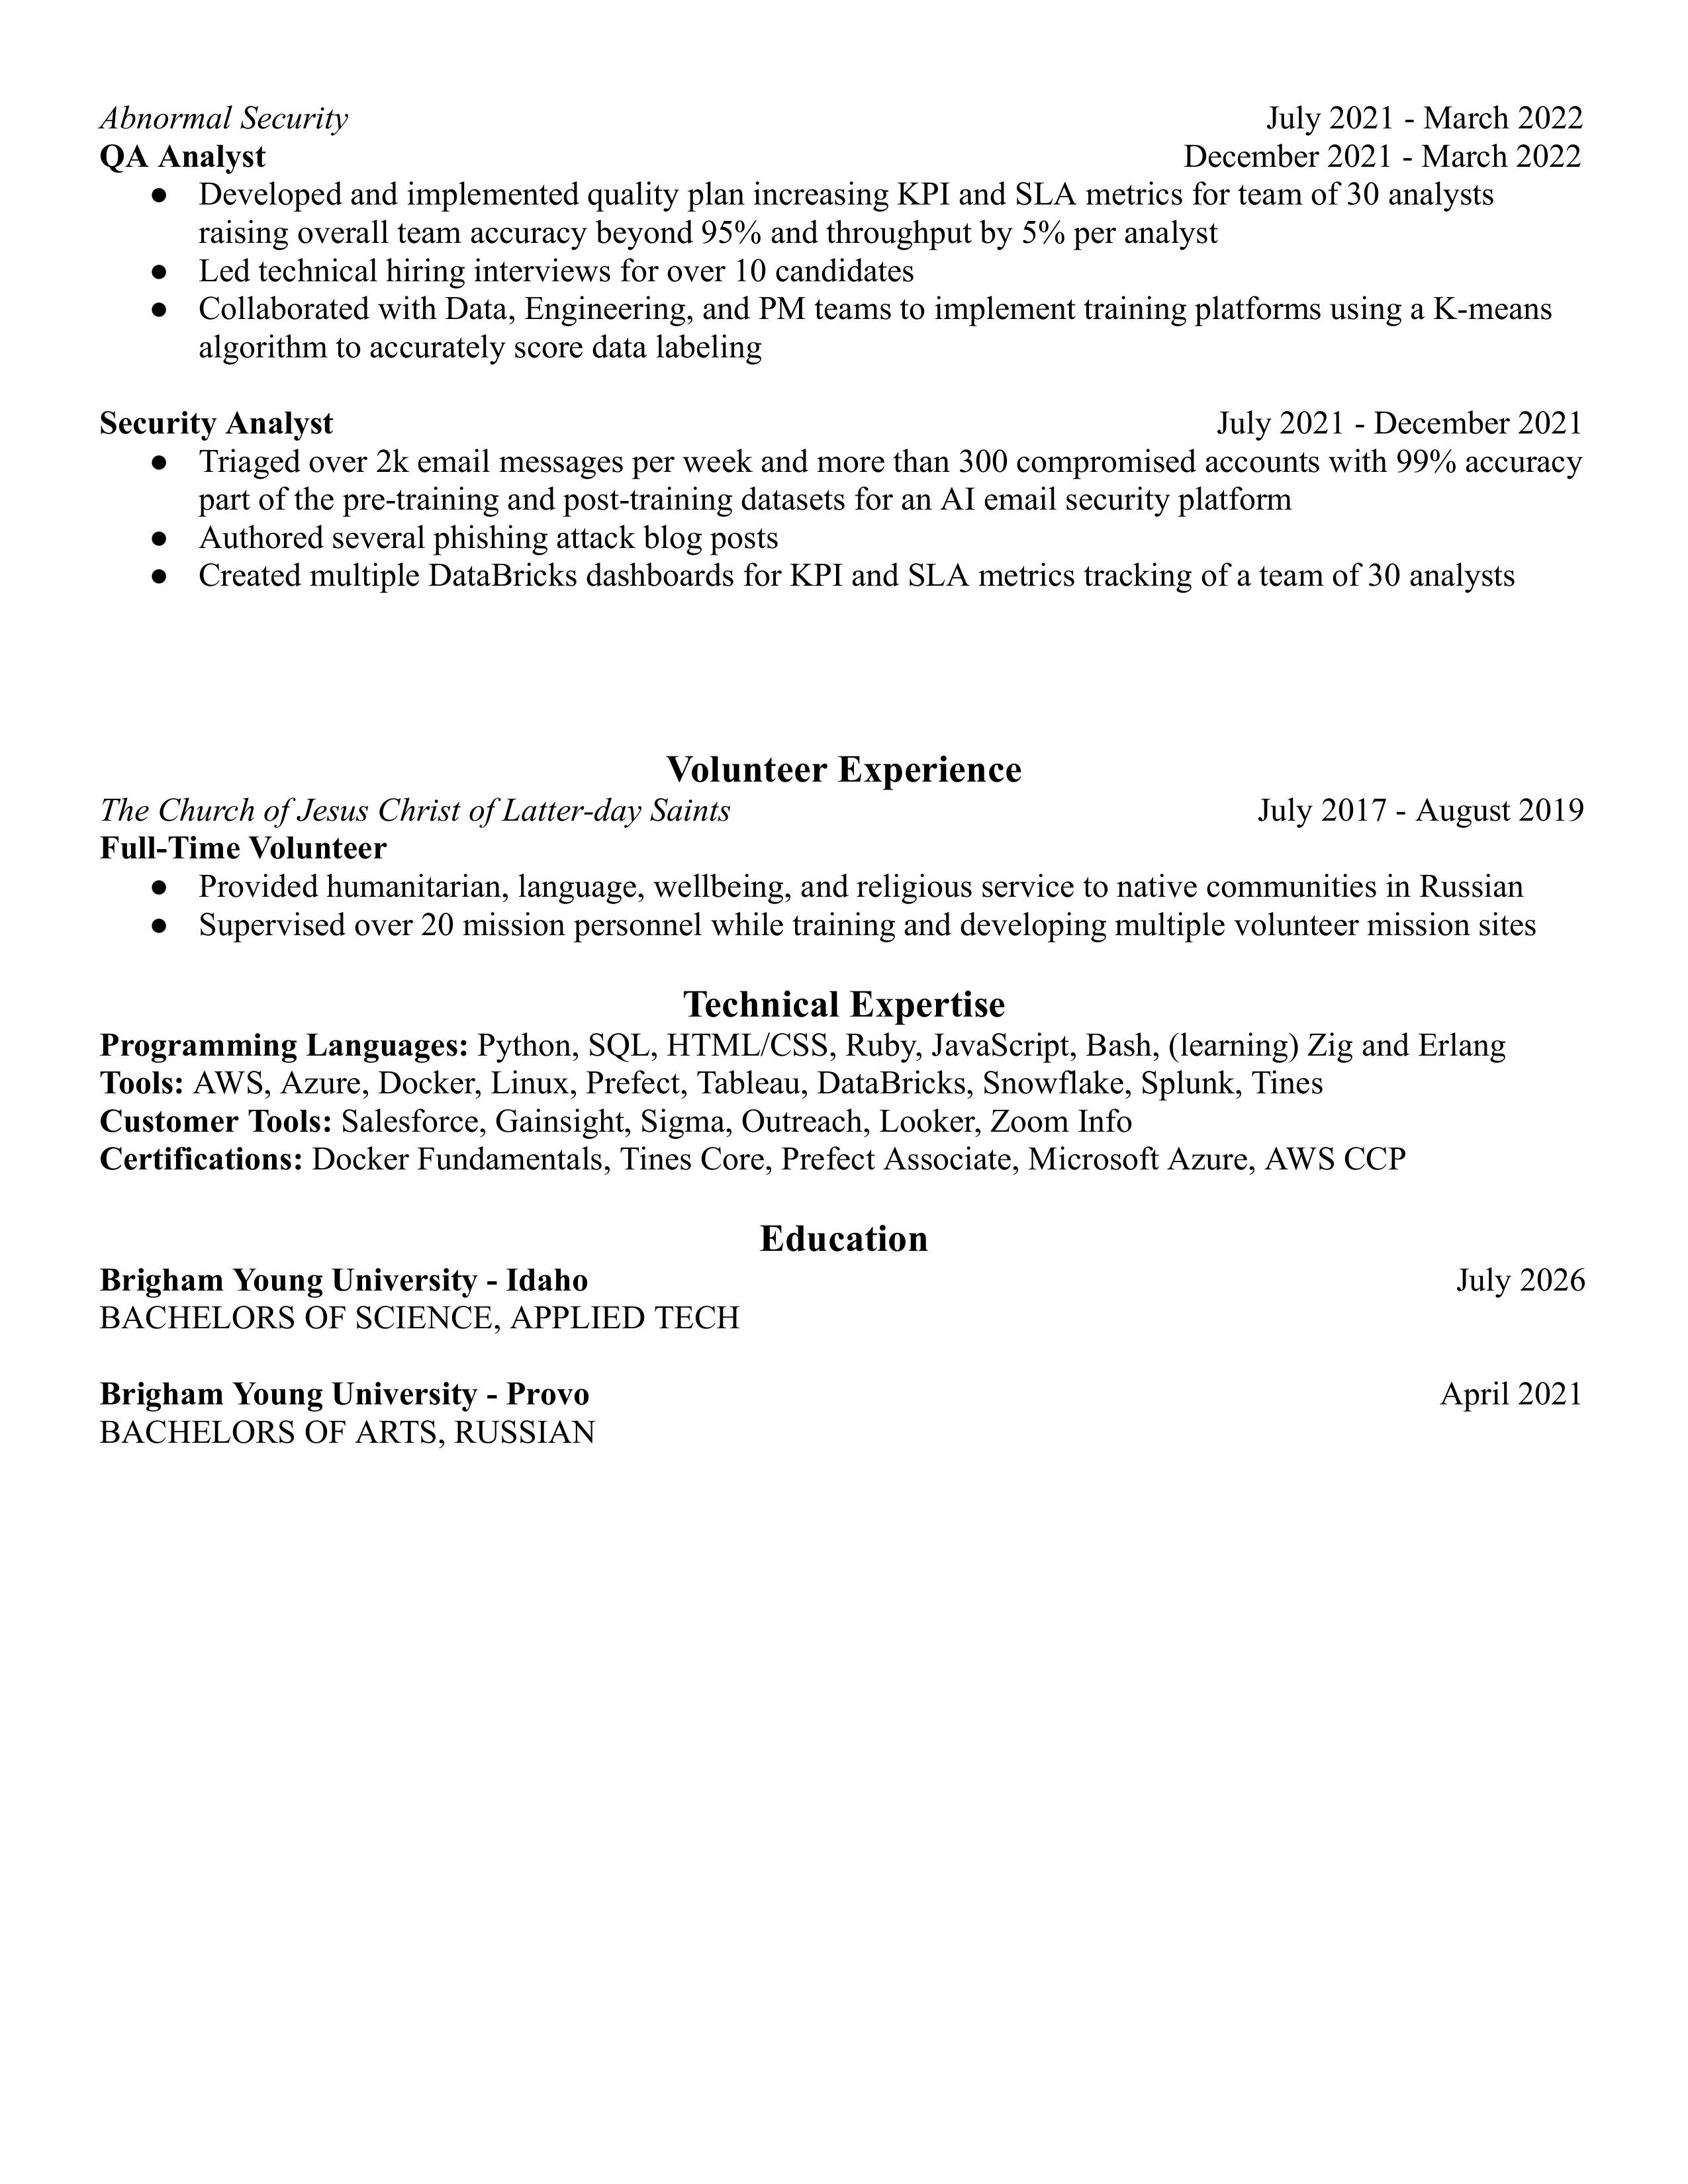 Abnormal Security July 2021 - March 2022
QA Analyst December 2021 - March 2022
● Developed and implemented quality plan increasing KPI and SLA metrics for team of 30 analysts
raising overall team accuracy beyond 95% and throughput by 5% per analyst
● Led technical hiring interviews for over 10 candidates
● Collaborated with Data, Engineering, and PM teams to implement training platforms using a K-means
algorithm to accurately score data labeling
Security Analyst July 2021 - December 2021
● Triaged over 2k email messages per week and more than 300 compromised accounts with 99% accuracy
part of the pre-training and post-training datasets for an AI email security platform
● Authored several phishing attack blog posts
● Created multiple DataBricks dashboards for KPI and SLA metrics tracking of a team of 30 analysts
Volunteer Experience
The Church of Jesus Christ of Latter-day Saints July 2017 - August 2019
Full-Time Volunteer
● Provided humanitarian, language, wellbeing, and religious service to native communities in Russian
● Supervised over 20 mission personnel while training and developing multiple volunteer mission sites
Technical Expertise
Programming Languages: Python, SQL, HTML/CSS, Ruby, JavaScript, Bash, (learning) Zig and Erlang
Tools: AWS, Azure, Docker, Linux, Prefect, Tableau, DataBricks, Snowflake, Splunk, Tines
Customer Tools: Salesforce, Gainsight, Sigma, Outreach, Looker, Zoom Info
Certifications: Docker Fundamentals, Tines Core, Prefect Associate, Microsoft Azure, AWS CCP
Education
Brigham Young University - Idaho July 2026
BACHELORS OF SCIENCE, APPLIED TECH
Brigham Young University - Provo April 2021
BACHELORS OF ARTS, RUSSIAN